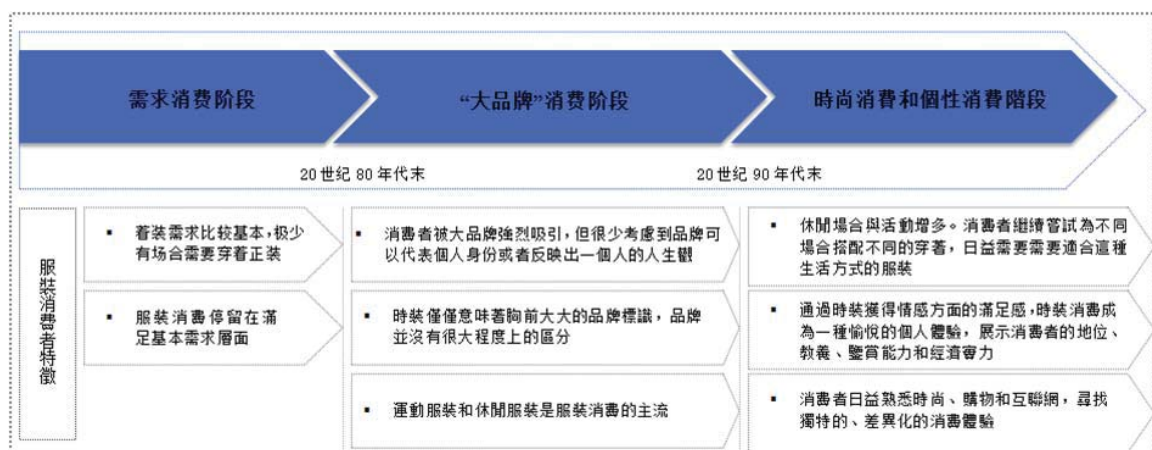 需求消费阶段
“大品牌”消费阶段
時尚消費和個性消費階段
20世纪80年代末
20世纪90年代末
服裝消費者特徵
▪ 着装需求比较基本，极少
有场合需要穿着正装
▪ 服装消费停留在滿
足基本需求層面
▪ 消费者被大品牌強烈吸引，但很少考慮到品牌可
以代表個人身份或者反映出一個人的人生觀
▪ 時裝僅僅意味著胸前大大的品牌標識，品牌
並沒有很大程度上的區分
▪ 運動服裝和休閒服裝是服裝消费的主流
▪ 休閒場合與活動增多。消費者繼續嘗試為不同
場合搭配不同的穿著，日益需要需要適合這種
生活方式的服裝
▪ 通過時裝獲得情感方面的滿足感，時裝消費成
為一種愉悅的個人體驗，展示消費者的地位、
教養、鑒賞能力和經濟實力
▪ 消费者日益熟悉時尚、購物和互聯網，尋找
獨特的、差異化的消費體驗